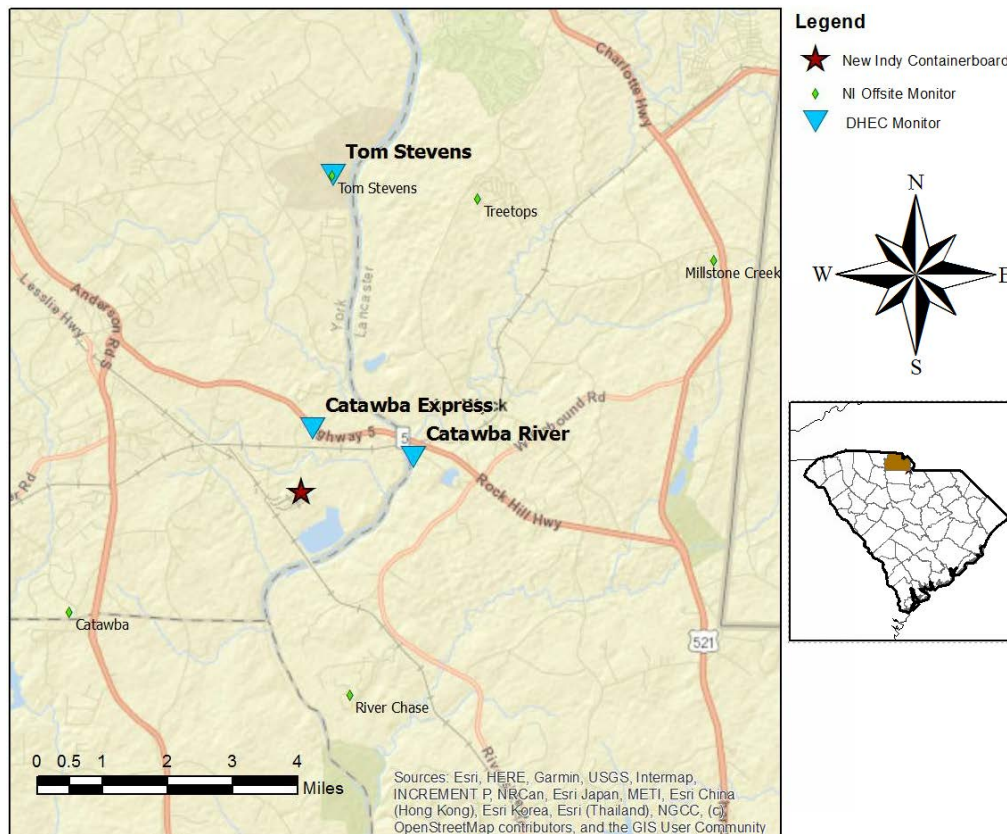 Legend
New Indy Containerboard
NI Offsite Monitor
DHEC Monitor
N
W
E
S
Charlotte Hwy
Tom Stevens
Tom Stevens
Treetops
Millstone Creek
Lesslie Hwy
Anderson Rd S
York
Lancaster
Catawba Express
Highway 5
5
Catawba River
Rd
Rock Hill Hwy
Catawba
521
River Chase
0 0.5 1 2 3 4
Miles
Sources: Esri, HERE, Garmin, USGS, Intermap,
INCREMENT P, NRCan, Esri Japan, METI, Esri China
(Hong Kong), Esri Korea, Esri (Thailand), NGCC, (c)
OpenStreetMap contributors, and the GIS User Community